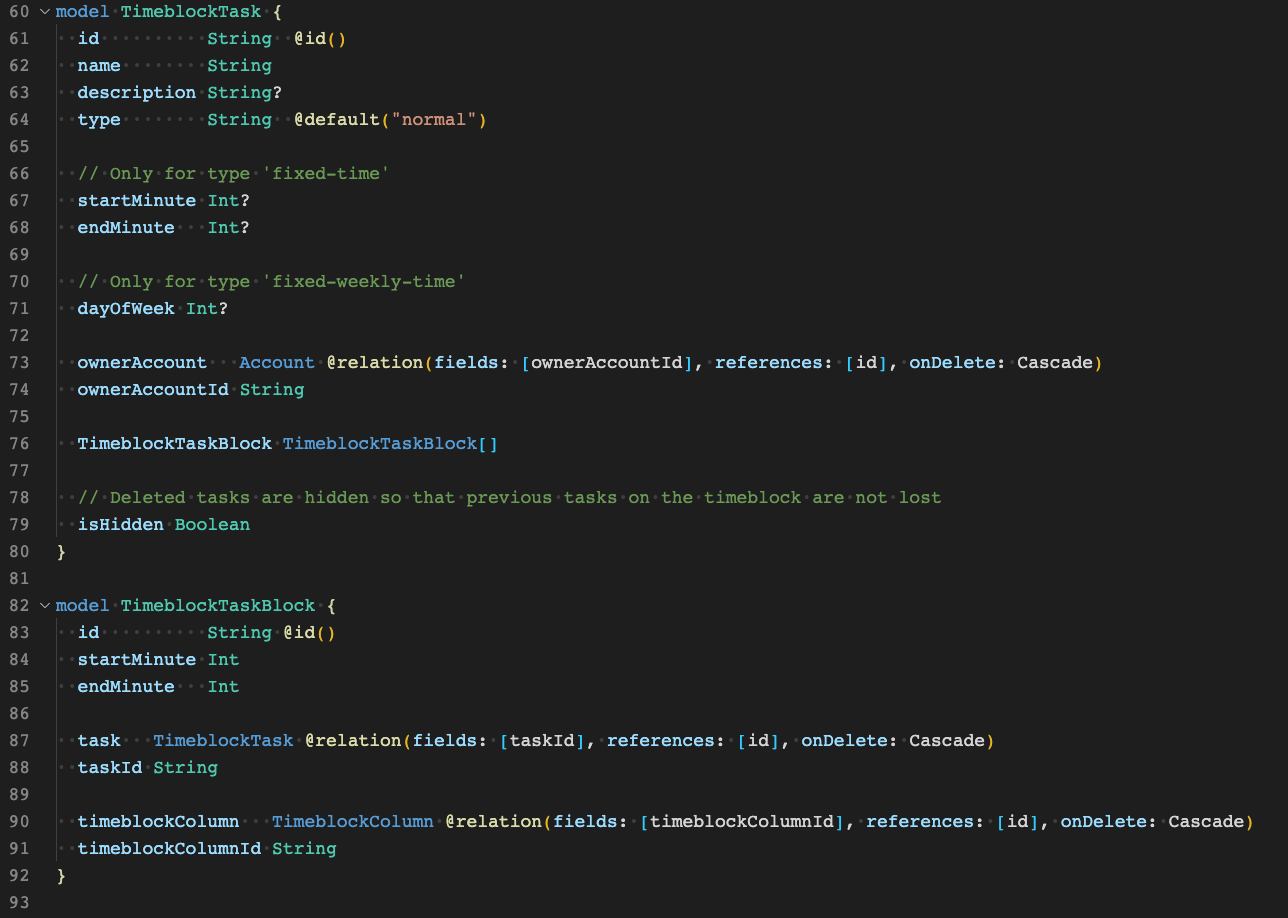 60 model TimeblockTask {
61   id          String  @id()
62   name        String
63   description String?
64   type        String  @default("normal")
65
66   // Only for type 'fixed-time'
67   startMinute Int?
68   endMinute   Int?
69
70   // Only for type 'fixed-weekly-time'
71   dayOfWeek Int?
72
73   ownerAccount   Account @relation(fields: [ownerAccountId], references: [id], onDelete: Cascade)
74   ownerAccountId String
75
76   TimeblockTaskBlock TimeblockTaskBlock[]
77
78   // Deleted tasks are hidden so that previous tasks on the timeblock are not lost
79   isHidden Boolean
80 }
81
82 model TimeblockTaskBlock {
83   id          String @id()
84   startMinute Int
85   endMinute   Int
86
87   task   TimeblockTask @relation(fields: [taskId], references: [id], onDelete: Cascade)
88   taskId String
89
90   timeblockColumn   TimeblockColumn @relation(fields: [timeblockColumnId], references: [id], onDelete: Cascade)
91   timeblockColumnId String
92 }
93